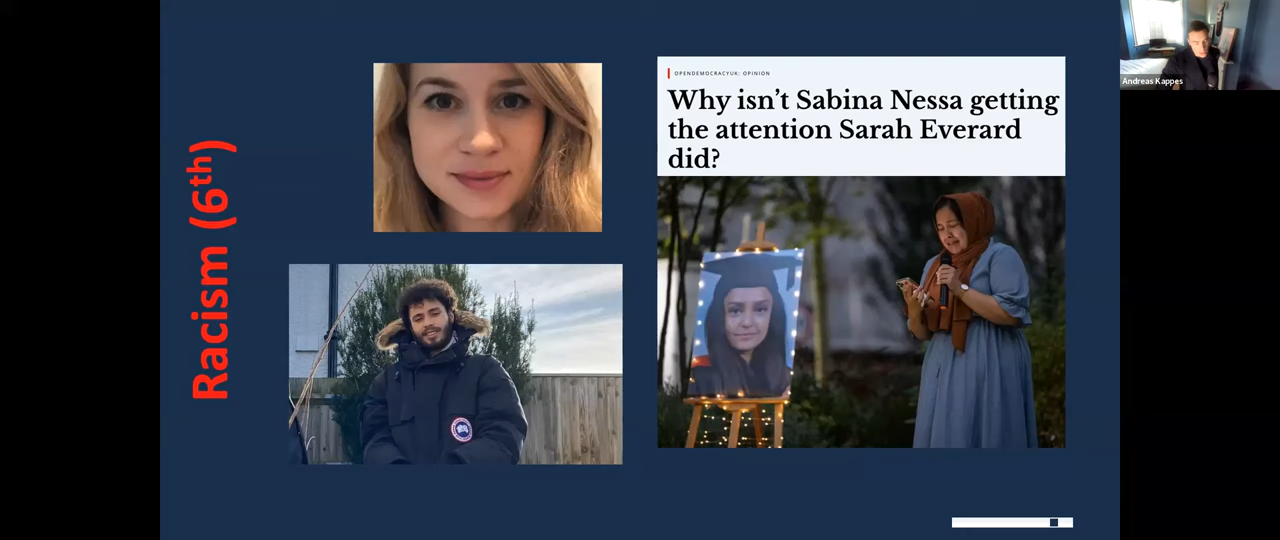 Racism (6th)
OPENDEMOCRACYUK: OPINION
Why isn’t Sabina Nessa getting
the attention Sarah Everard
did?
Andreas Kappes